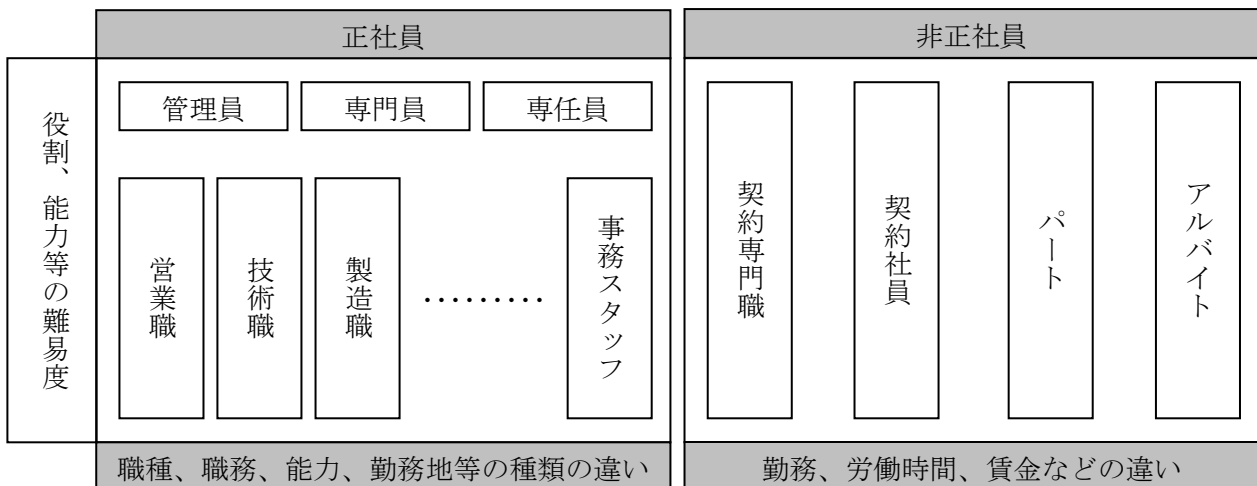 正社員
非正社員
役割、能力等の難易度
管理員
専門員
専任員
営業職
技術職
製造職
………
事務スタッフ
契約専門職
契約社員
パート
アルバイト
職種、職務、能力、勤務地等の種類の違い
勤務、労働時間、賃金などの違い